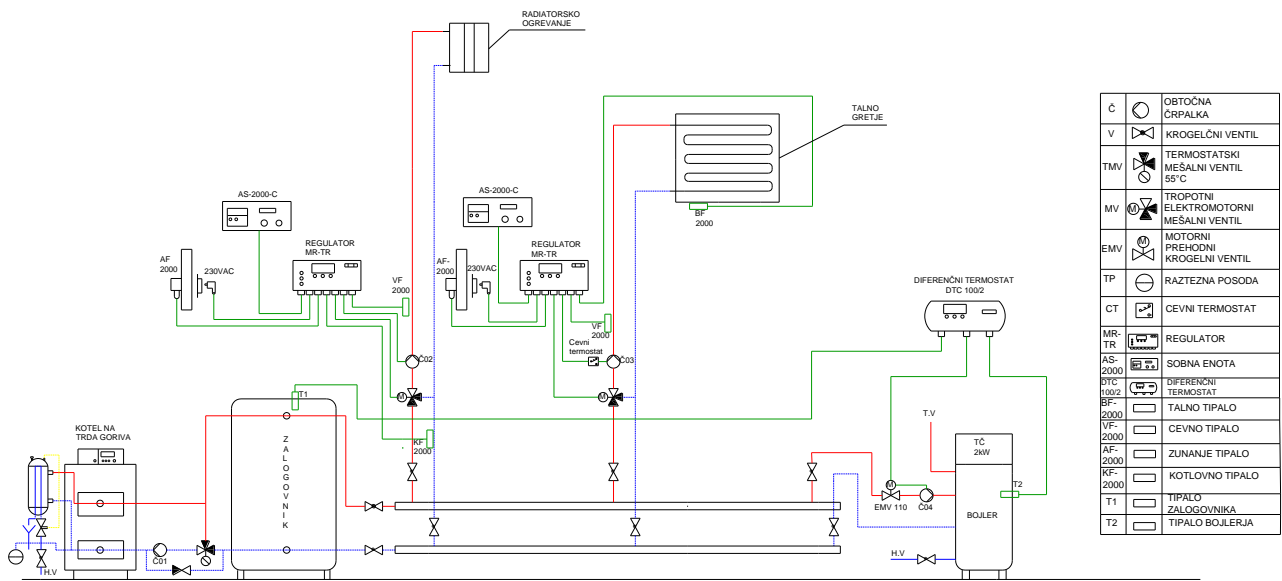 RADIATORSKO
OGREVANJE
TALNO
GRETJE
AS-2000-C
AS-2000-C
REGULATOR
MR-TR
REGULATOR
MR-TR
AF
2000
230VAC
AF-
2000
230VAC
VF
2000
VF
2000
BF
2000
Cevni
termostat
Č02
Č03
M
M
DIFERENČNI TERMOSTAT
DTC 100/2
T1
KF
2000
KOTEL NA
TRDA GORIVA
Z
A
L
O
G
O
V
N
I
K
T.V
TČ
2kW
T2
M
EMV 110
Č04
BOJLER
Č01
H.V
H.V
Č OBTOČNA
ČRPALKA
V KROGELČNI VENTIL
TMV TERMOSTATSKI
MEŠALNI VENTIL
55°C
MV M TROPOTNI
ELEKTROMOTORNI
MEŠALNI VENTIL
EMV M MOTORNI
PREHODNI
KROGELNI VENTIL
TP RAZTEZNA POSODA
CT CEVNI TERMOSTAT
MR-
TR REGULATOR
AS-
2000 SOBNA ENOTA
DTC
100/2 DIFERENČNI
TERMOSTAT
BF-
2000 TALNO TIPALO
VF-
2000 CEVNO TIPALO
AF-
2000 ZUNANJE TIPALO
KF-
2000 KOTLOVNO TIPALO
T1 TIPALO
ZALOGOVNIKA
T2 TIPALO BOJLERJA